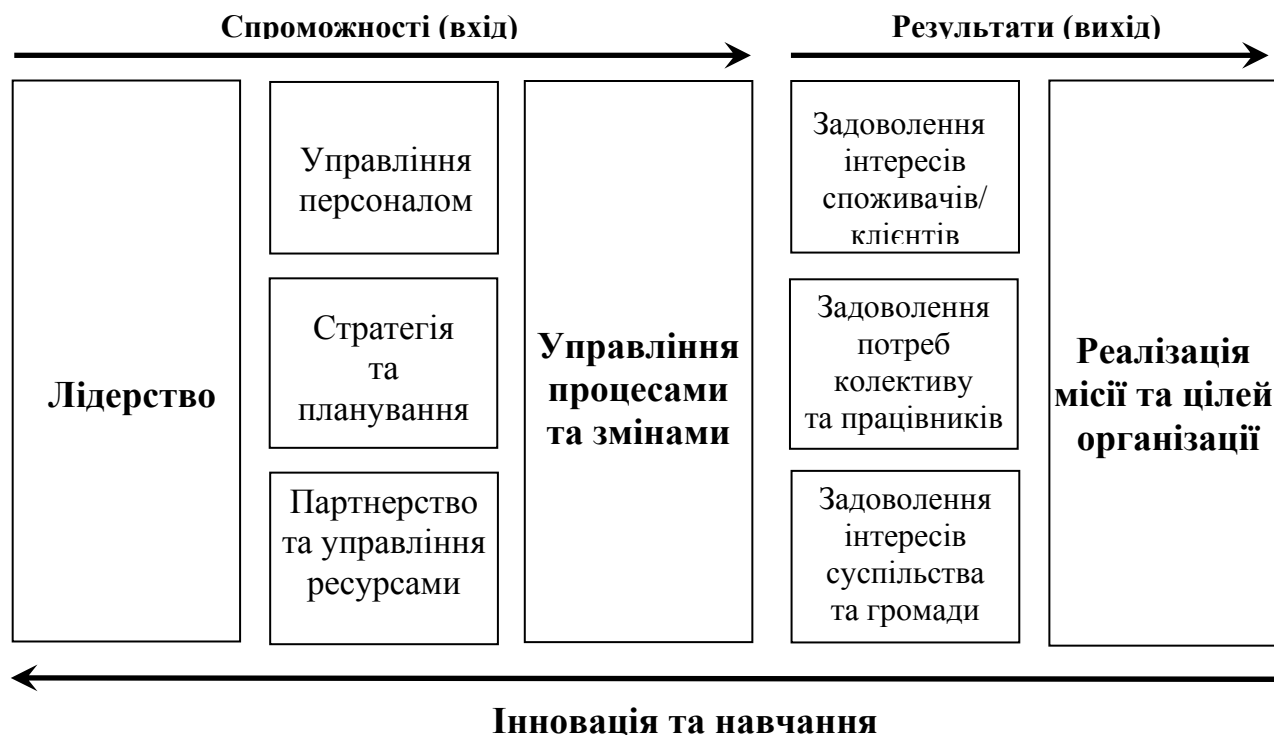 Спроможності (вхід)
Результати (вихід)
Лідерство
Управління
персоналом
Стратегія
та
планування
Партнерство
та управління
ресурсами
Управління
процесами
та змінами
Задоволення
інтересів
споживачів/
клієнтів
Задоволення
потреб
колективу
та працівників
Задоволення
інтересів
суспільства
та громади
Реалізація
місії та цілей
організації
Інновація та навчання